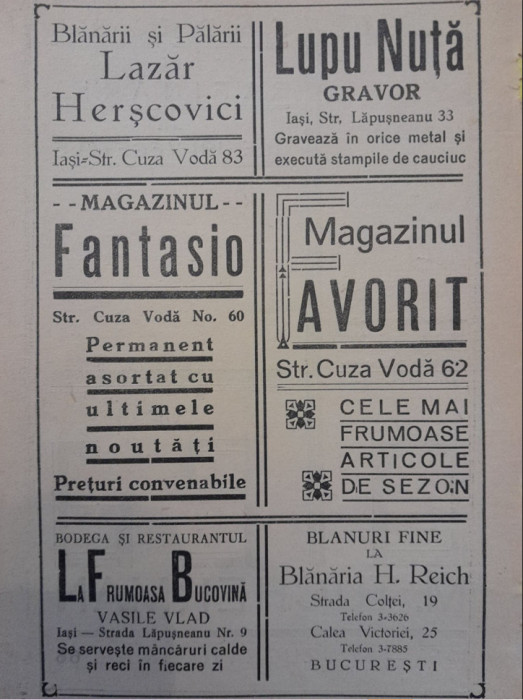 Blănării și Pălării
Lazăr
Herșcovici
Iași-Str. Cuza Vodă 83
Lupu Nuță
GRAVOR
Iași, Str. Lăpușneanu 33
Gravează în orice metal și
execută stampile de cauciuc
- - MAGAZINUL - -
Fantasio
Str. Cuza Vodă No. 60
Permanent
asortat cu
ultimele
noutăți
Prețuri convenabile
Magazinul
FAVORIT
Str. Cuza Vodă 62
CELE MAI
FRUMOASE
ARTICOLE
DE SEZON
BODEGA ȘI RESTAURANTUL
LA FRUMOASA BUCOVINĂ
VASILE VLAD
Iași — Strada Lăpușneanu Nr. 9
Se servește mâncăruri calde
și reci în fiecare zi
BLANURI FINE
LA
Blănăria H. Reich
Strada Colței, 19
Telefon 3-3626
Calea Victoriei, 25
Telefon 3-7885
BUCUREȘTI